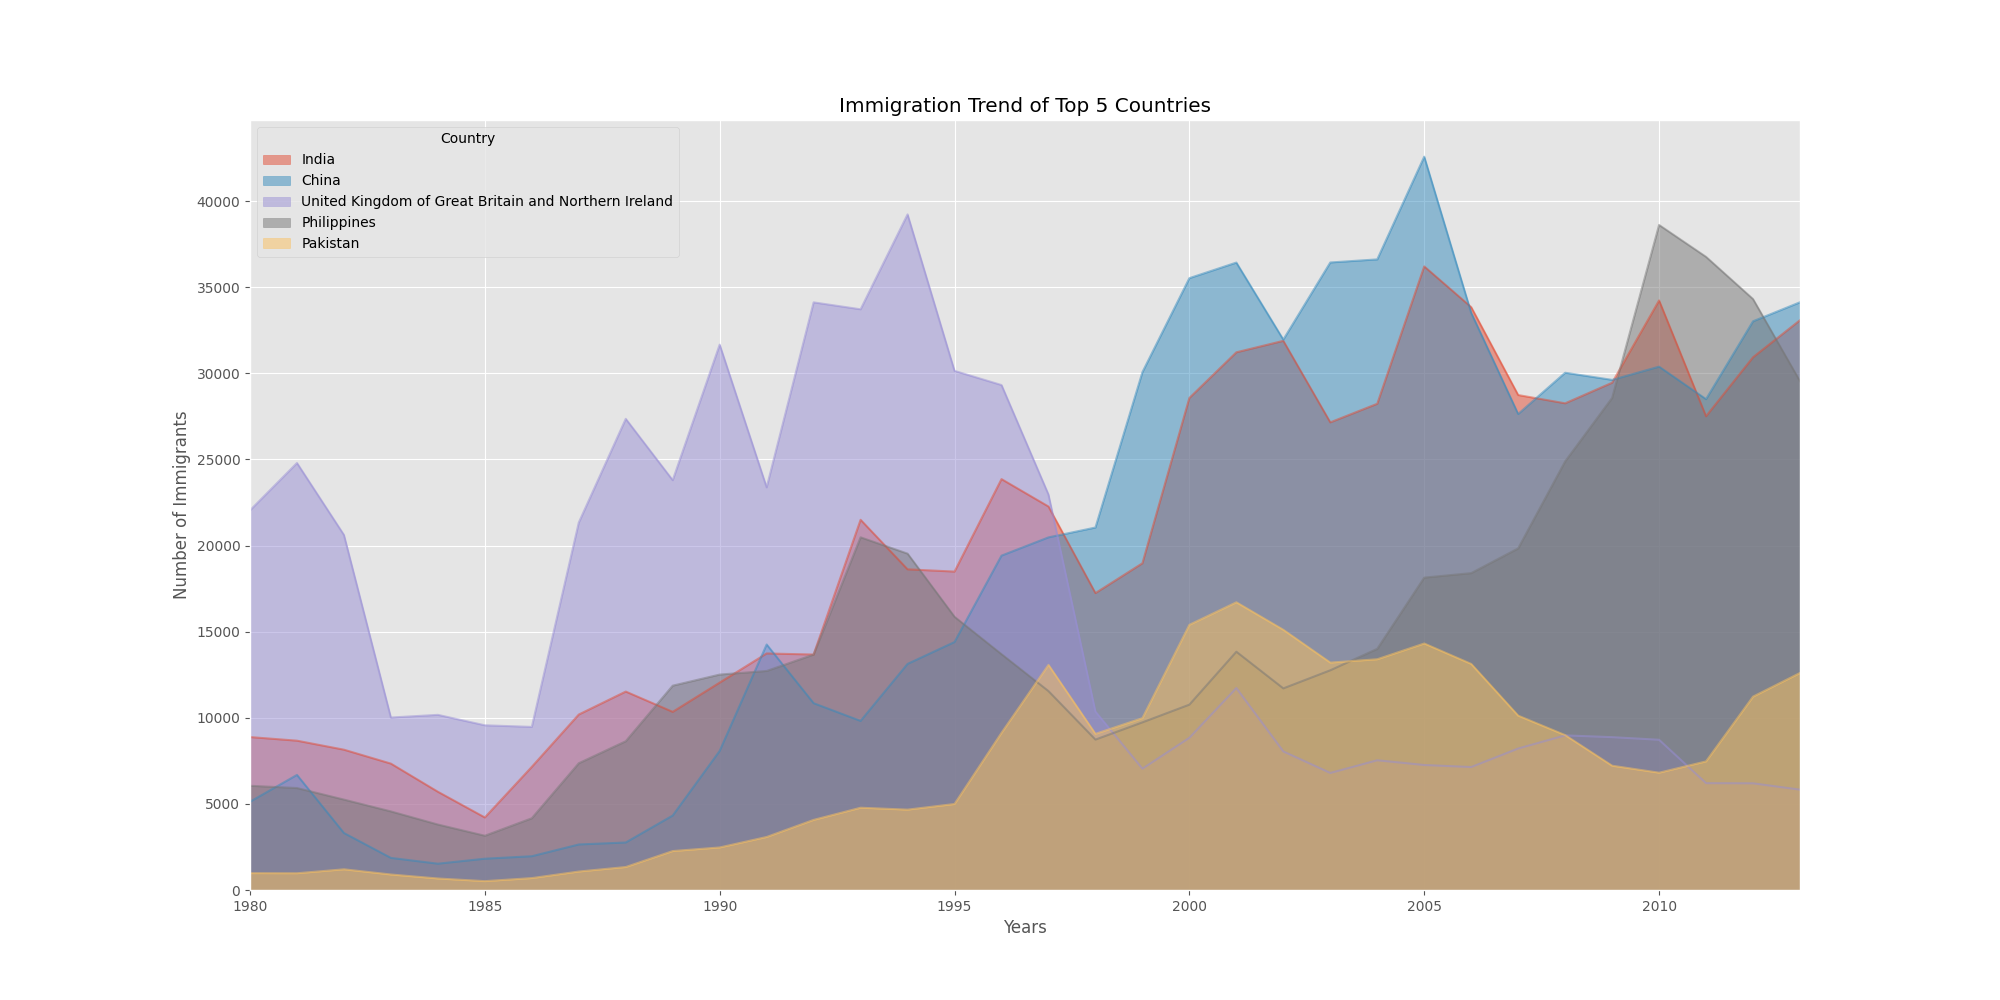 Immigration Trend of Top 5 Countries
Country
India
China
United Kingdom of Great Britain and Northern Ireland
Philippines
Pakistan
Number of Immigrants
40000
35000
30000
25000
20000
15000
10000
5000
0
1980 1985 1990 1995 2000 2005 2010
Years